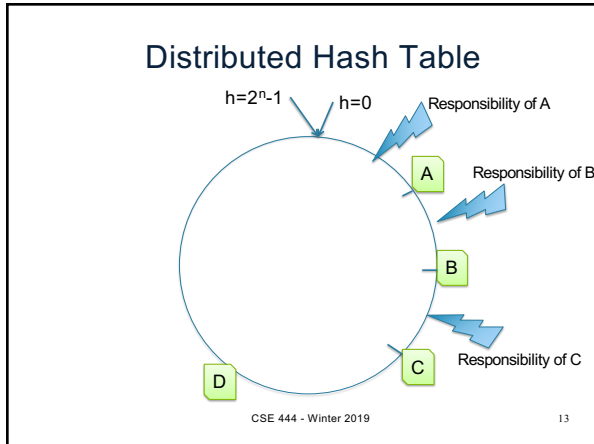 Distributed Hash Table
h=2ⁿ-1
h=0
Responsibility of A
A
Responsibility of B
B
Responsibility of C
C
D
CSE 444 - Winter 2019
13